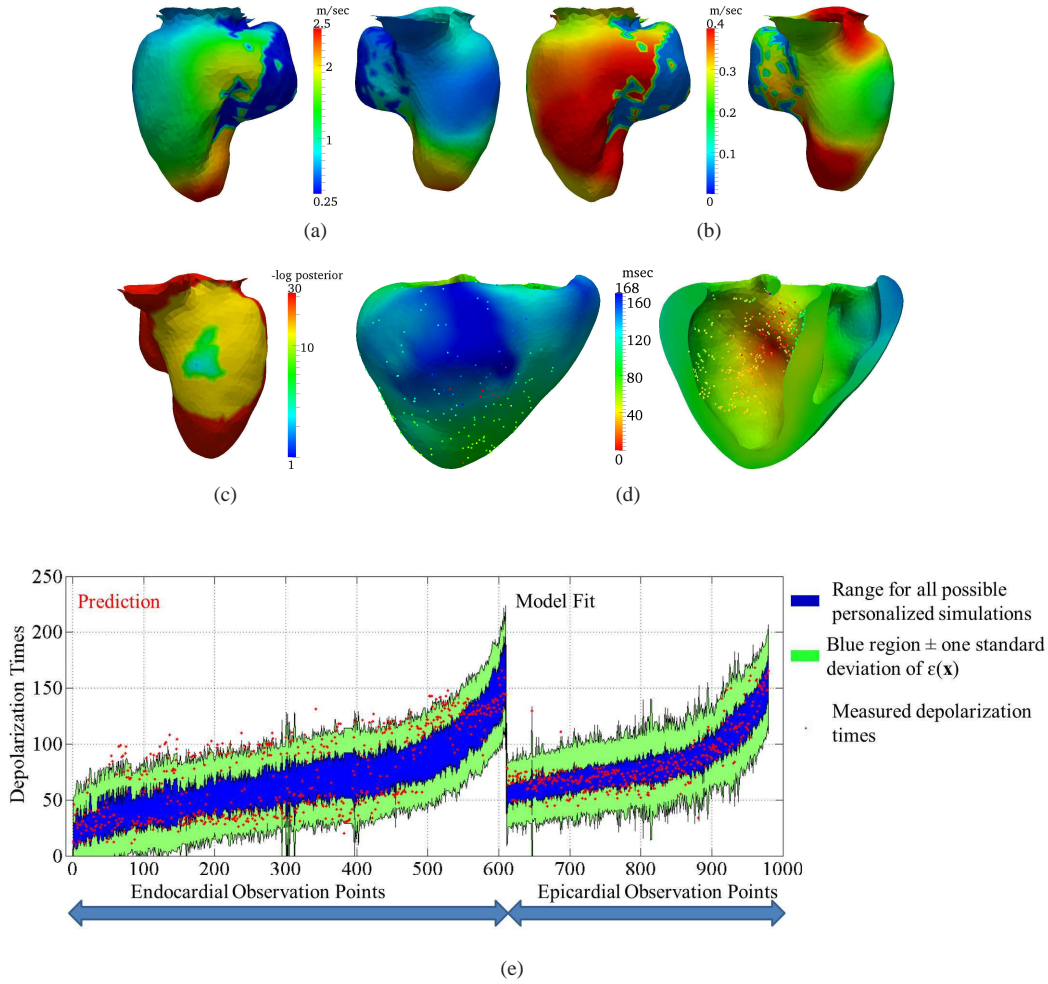 m/sec
2.5
2
1
0.25
(a)
m/sec
0.4
0.3
0.2
0.1
0
(b)
-log posterior
30
10
1
(c)
msec
168
160
120
80
40
0
(d)
250
200
150
100
50
0
Depolarization Times
Prediction
Model Fit
0 100 200 300 400 500 600 700 800 900 1000
Endocardial Observation Points
Epicardial Observation Points
Range for all possible
personalized simulations
Blue region ± one standard
deviation of ε(x)
Measured depolarization
times
(e)